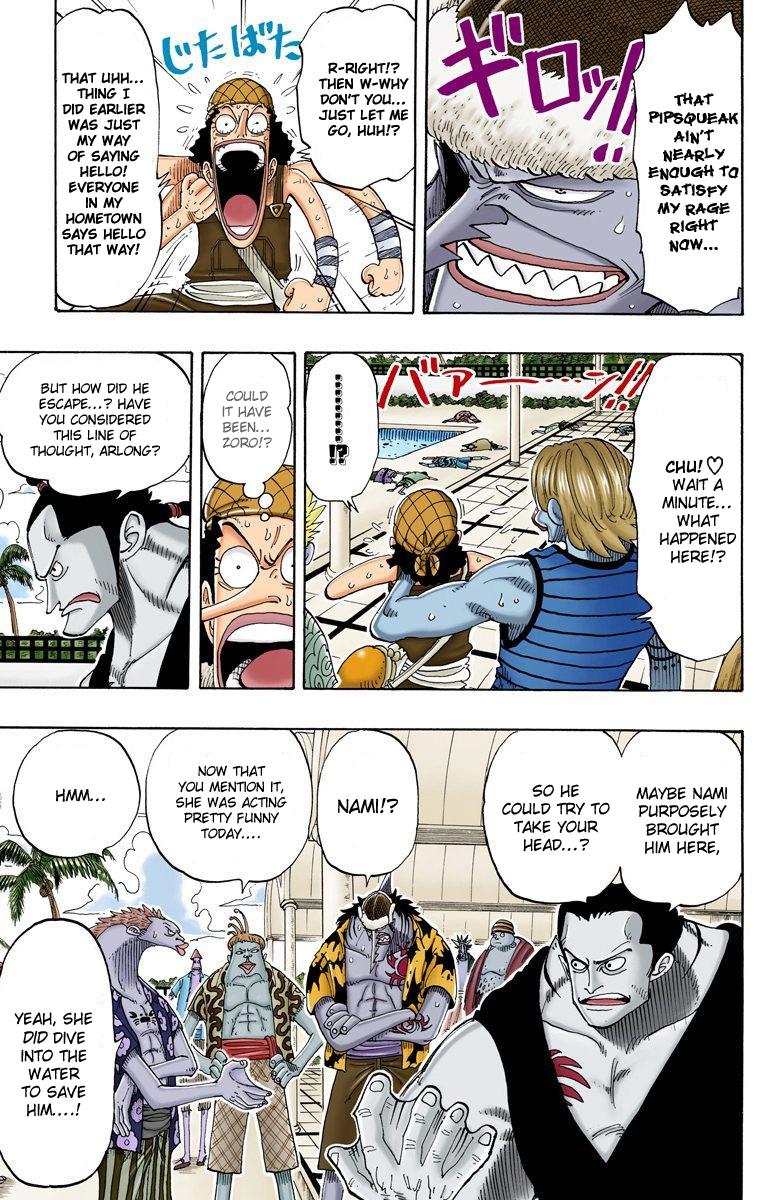 THAT
PIPSQUEAK
AIN'T
NEARLY
ENOUGH TO
SATISFY
MY RAGE
RIGHT
NOW...
ギロッ!!
R-RIGHT!?
THEN W-WHY
DON'T YOU...
JUST LET ME
GO, HUH!?
じたばた
THAT UHH...
THING I
DID EARLIER
WAS JUST
MY WAY
OF SAYING
HELLO!
EVERYONE
IN MY
HOMETOWN
SAYS HELLO
THAT WAY!
CHU! ♡
WAIT A
MINUTE...
WHAT
HAPPENED
HERE!?
バァーー…ン!!
..........!?
COULD
IT HAVE
BEEN...
ZORO!?
BUT HOW DID HE
ESCAPE...? HAVE
YOU CONSIDERED
THIS LINE OF
THOUGHT, ARLONG?
MAYBE NAMI
PURPOSELY
BROUGHT
HIM HERE,
SO HE
COULD TRY TO
TAKE YOUR
HEAD...?
NAMI!?
NOW THAT
YOU MENTION IT,
SHE WAS ACTING
PRETTY FUNNY
TODAY....
HMM...
YEAH, SHE
DID DIVE
INTO THE
WATER
TO SAVE
HIM....!